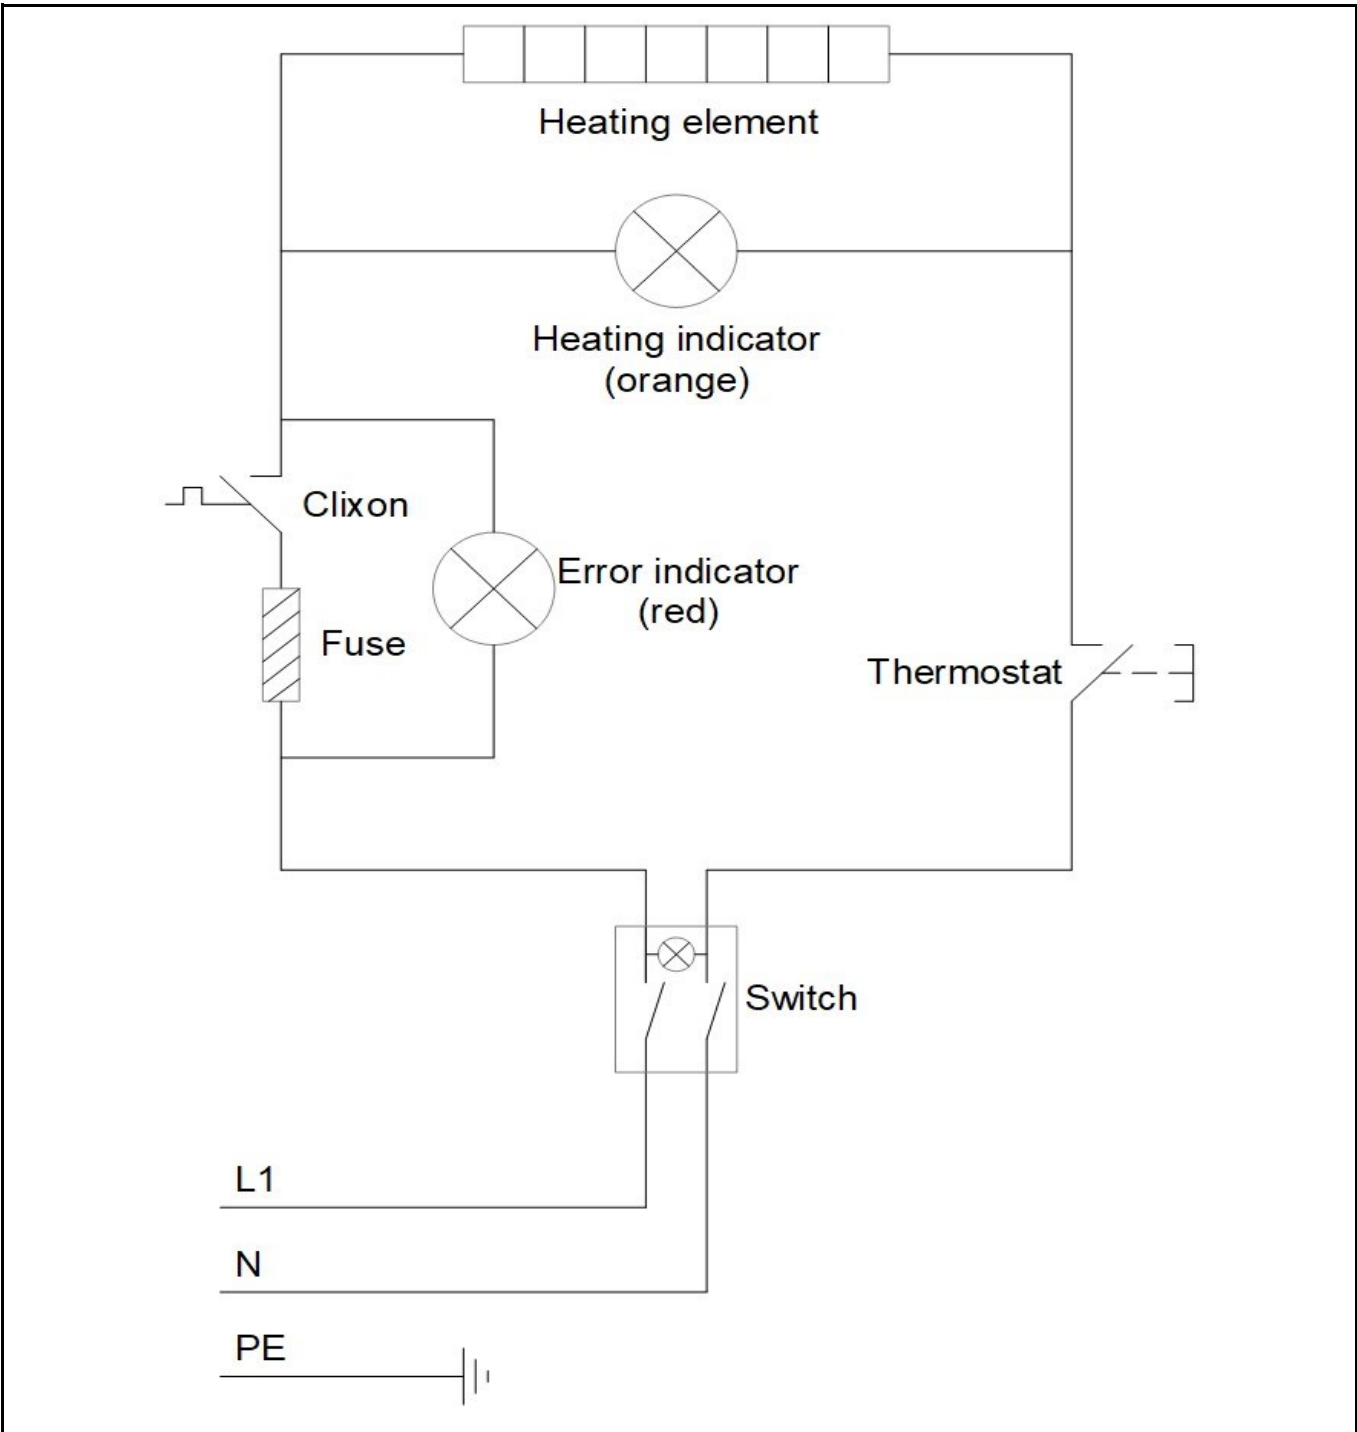 Heating element
Heating indicator
(orange)
Clixon
Error indicator
(red)
Fuse
Thermostat
Switch
L1
N
PE